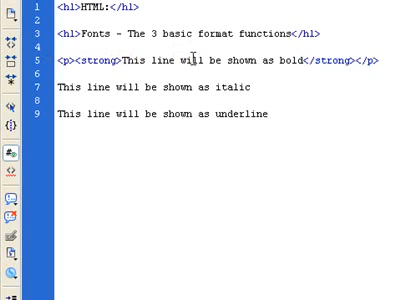 1 <h1>HTML:</h1>
2
3 <h1>Fonts - The 3 basic format functions</h1>
4
5 <p><strong>This line will be shown as bold</strong></p>
6
7 This line will be shown as italic
8
9 This line will be shown as underline